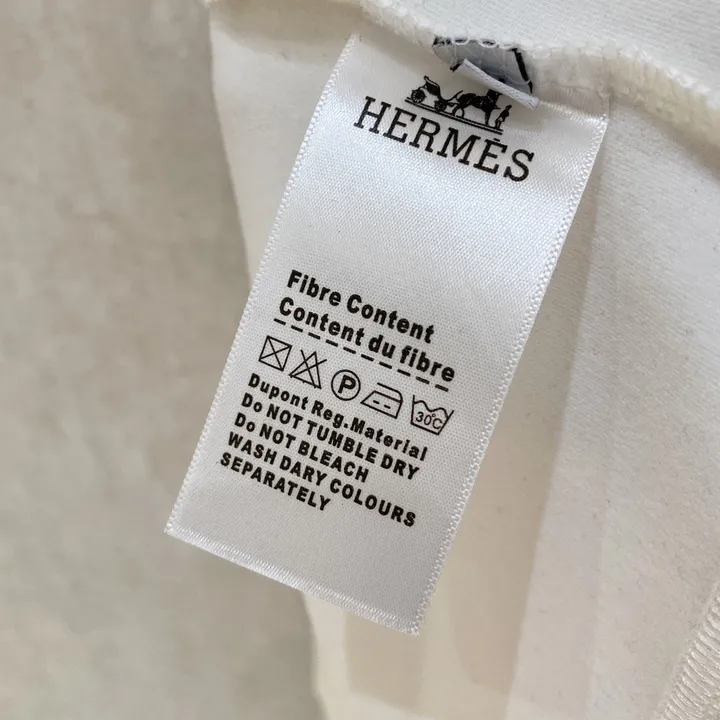 HERMÈS
Fibre Content
Content du fibre
P 30C
Dupont Reg.Material
Do NOT TUMBLE DRY
Do NOT BLEACH
WASH DARY COLOURS
SEPARATELY